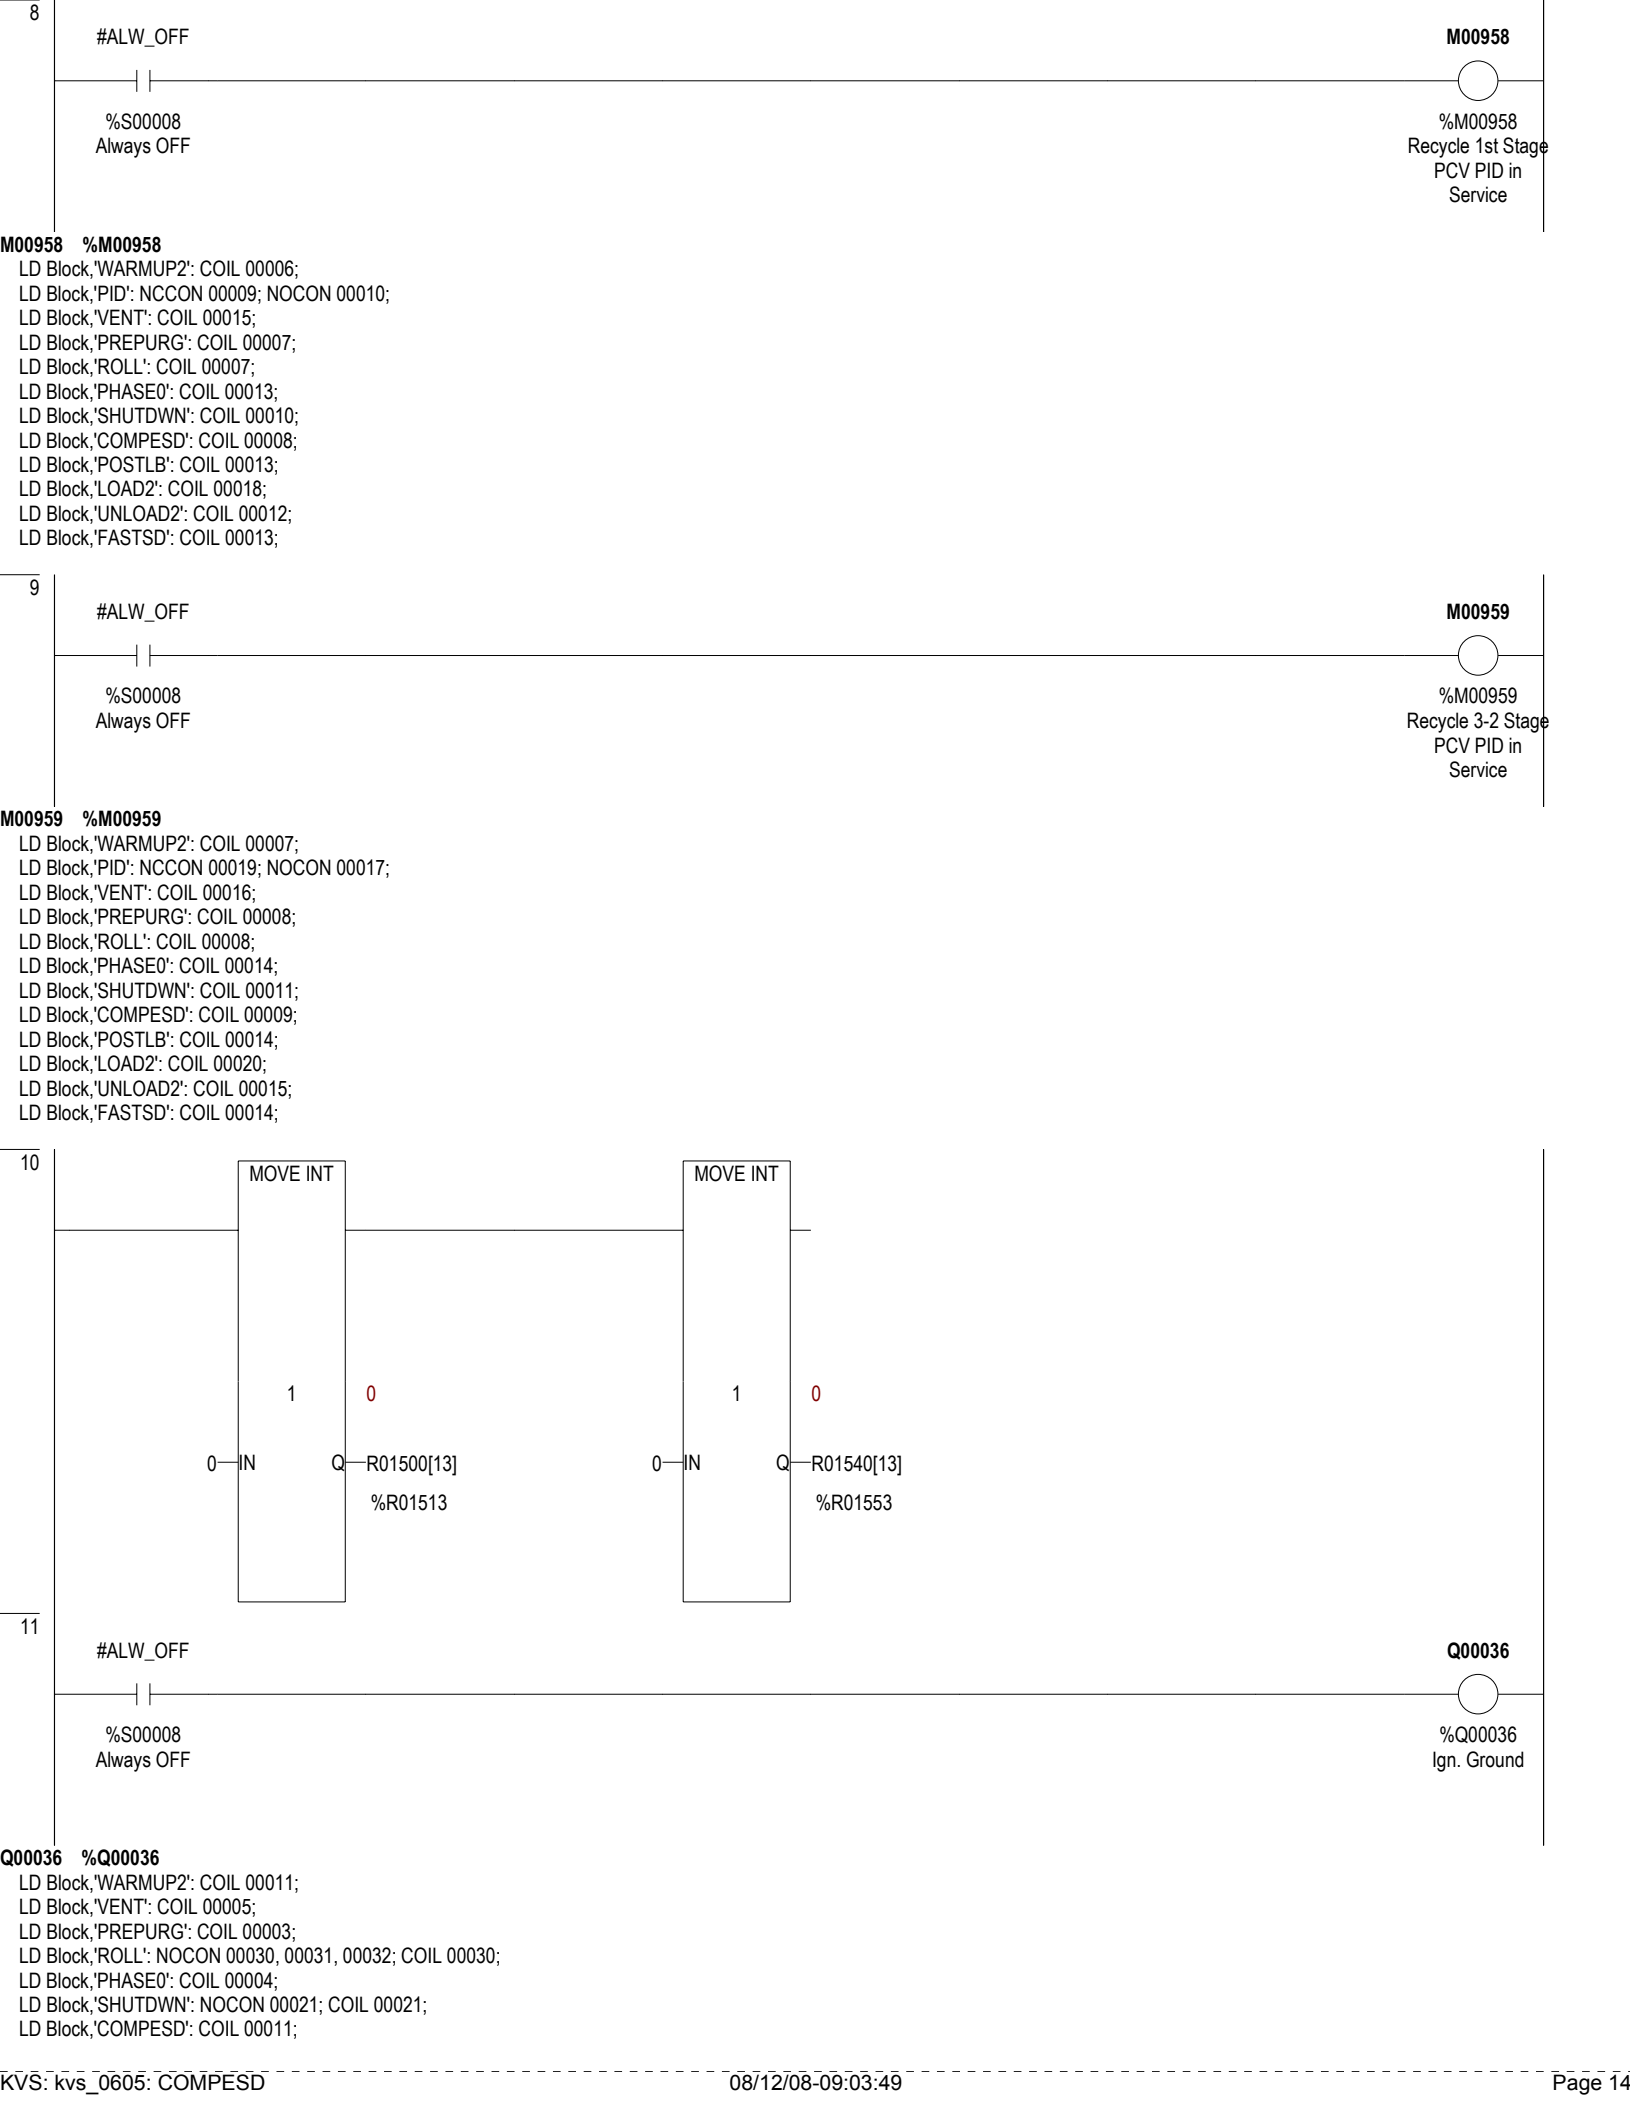 8
#ALW_OFF M00958
%S00008 %M00958
Always OFF Recycle 1st Stage
PCV PID in
Service
M00958 %M00958
LD Block,'WARMUP2': COIL 00006;
LD Block,'PID': NCCON 00009; NOCON 00010;
LD Block,'VENT': COIL 00015;
LD Block,'PREPURG': COIL 00007;
LD Block,'ROLL': COIL 00007;
LD Block,'PHASE0': COIL 00013;
LD Block,'SHUTDWN': COIL 00010;
LD Block,'COMPESD': COIL 00008;
LD Block,'POSTLB': COIL 00013;
LD Block,'LOAD2': COIL 00018;
LD Block,'UNLOAD2': COIL 00012;
LD Block,'FASTSD': COIL 00013;
9
#ALW_OFF M00959
%S00008 %M00959
Always OFF Recycle 3-2 Stage
PCV PID in
Service
M00959 %M00959
LD Block,'WARMUP2': COIL 00007;
LD Block,'PID': NCCON 00019; NOCON 00017;
LD Block,'VENT': COIL 00016;
LD Block,'PREPURG': COIL 00008;
LD Block,'ROLL': COIL 00008;
LD Block,'PHASE0': COIL 00014;
LD Block,'SHUTDWN': COIL 00011;
LD Block,'COMPESD': COIL 00009;
LD Block,'POSTLB': COIL 00014;
LD Block,'LOAD2': COIL 00020;
LD Block,'UNLOAD2': COIL 00015;
LD Block,'FASTSD': COIL 00014;
10
MOVE INT MOVE INT
1 0 1 0
0 IN Q R01500[13] 0 IN Q R01540[13]
%R01513 %R01553
11
#ALW_OFF Q00036
%S00008 %Q00036
Always OFF Ign. Ground
Q00036 %Q00036
LD Block,'WARMUP2': COIL 00011;
LD Block,'VENT': COIL 00005;
LD Block,'PREPURG': COIL 00003;
LD Block,'ROLL': NOCON 00030, 00031, 00032; COIL 00030;
LD Block,'PHASE0': COIL 00004;
LD Block,'SHUTDWN': NOCON 00021; COIL 00021;
LD Block,'COMPESD': COIL 00011;
KVS: kvs_0605: COMPESD 08/12/08-09:03:49 Page 14